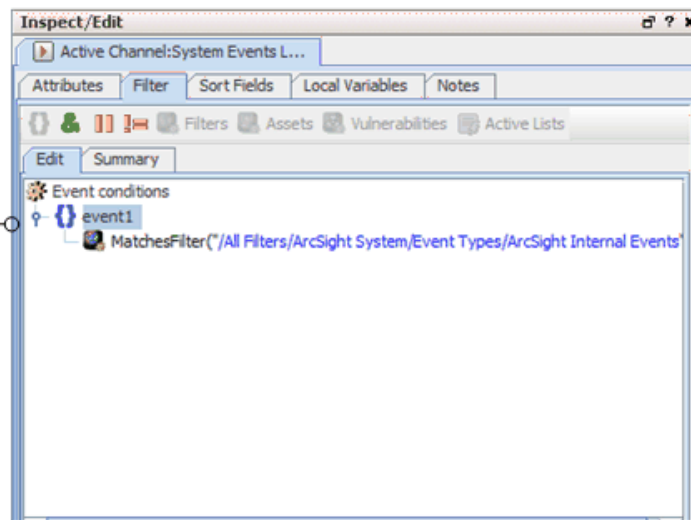 Inspect/Edit ?
Active Channel:System Events L...
Attributes Filter Sort Fields Local Variables Notes
Filters Assets Vulnerabilities Active Lists
Edit Summary
Event conditions
event1
MatchesFilter("/All Filters/ArcSight System/Event Types/ArcSight Internal Events"